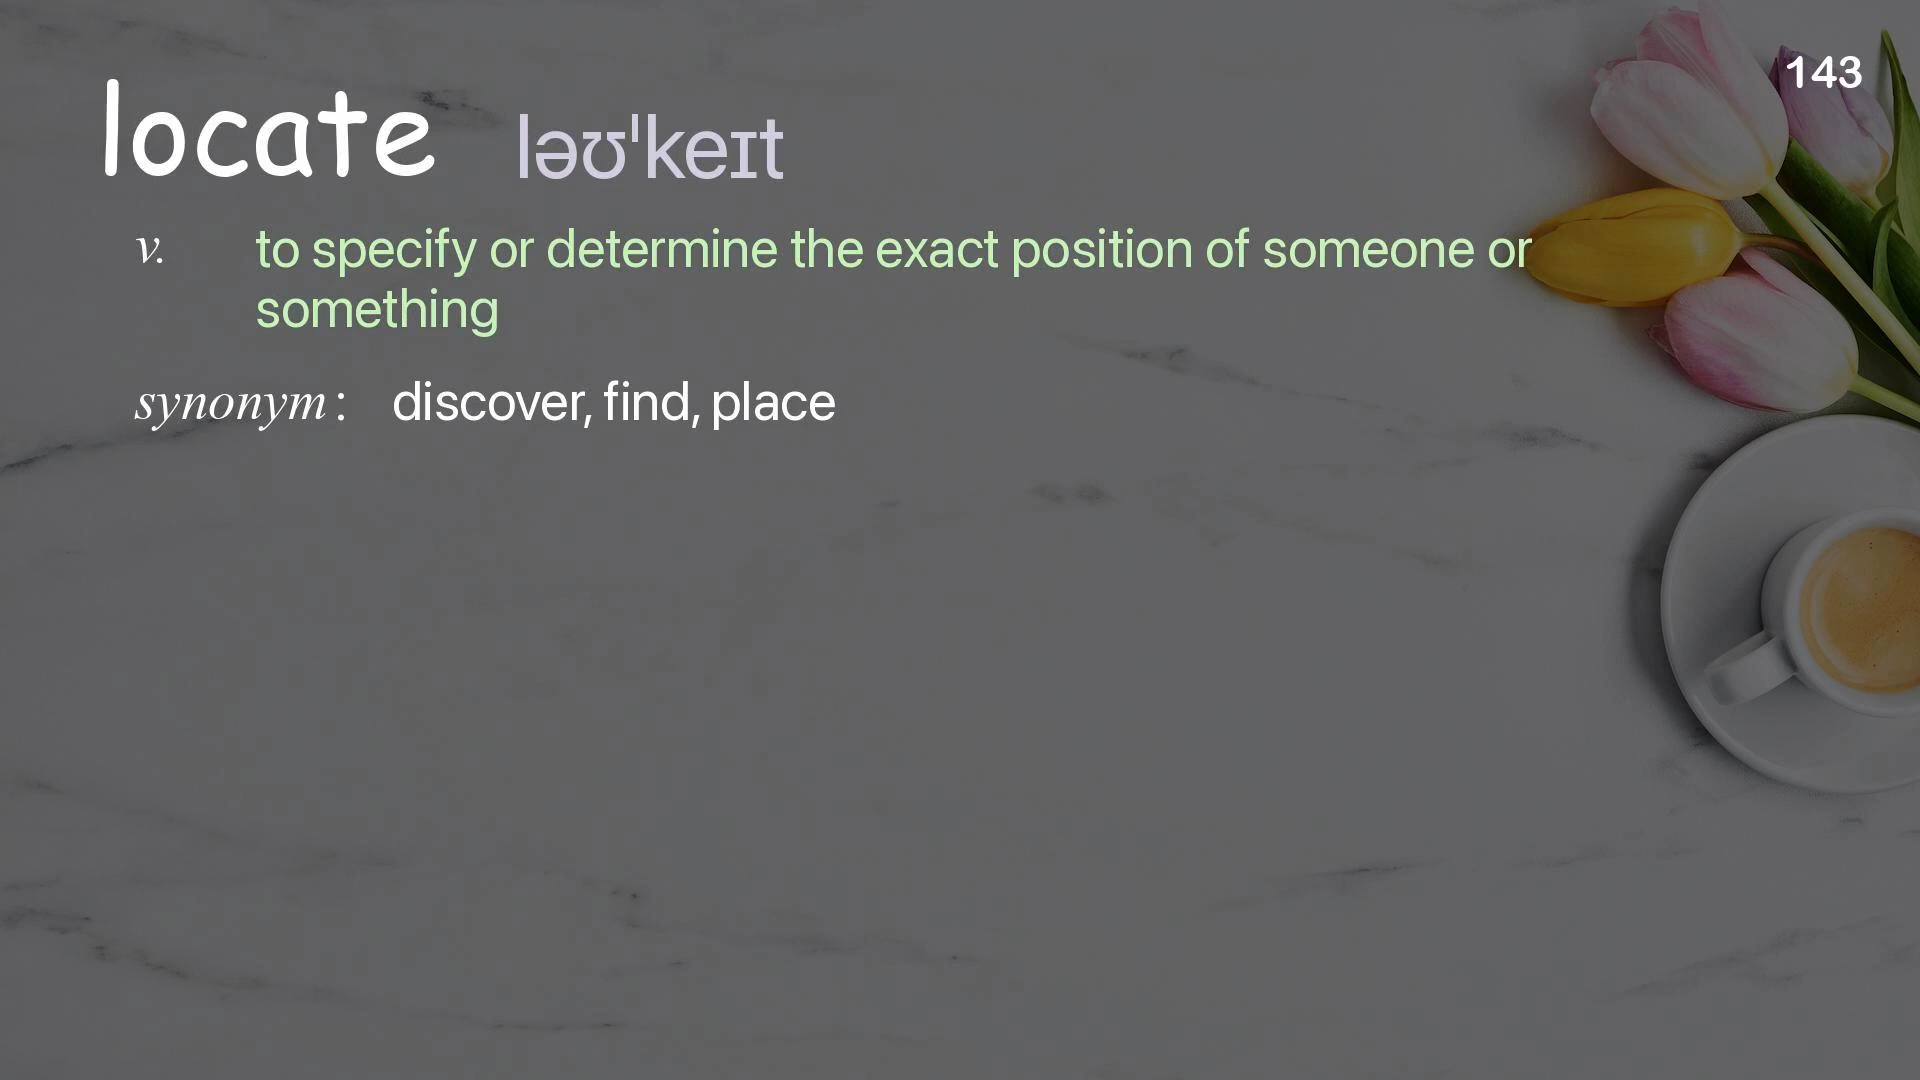 143
locate ləʊˈkeɪt
v. to specify or determine the exact position of someone or
something
synonym : discover, find, place